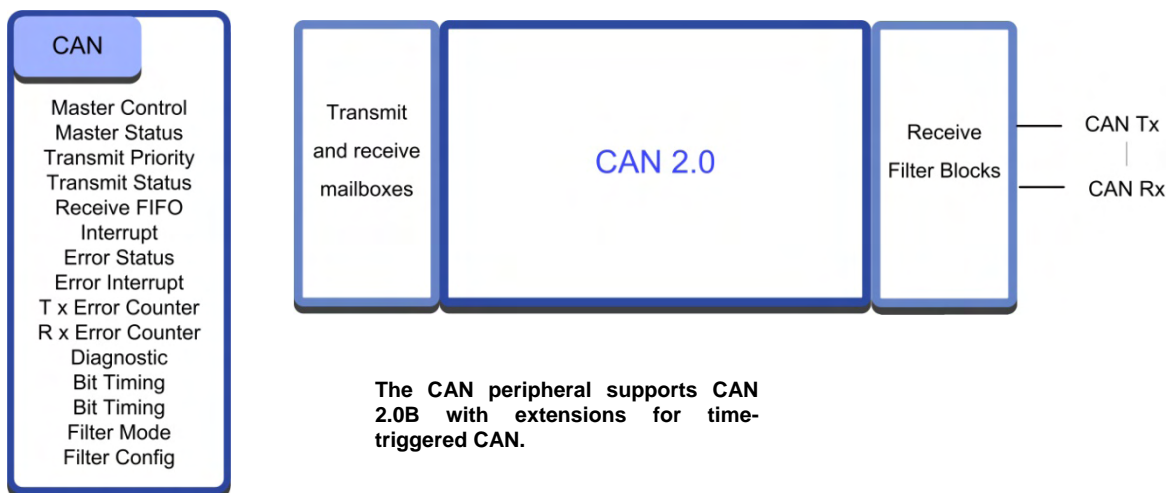 CAN
Master Control
Master Status
Transmit Priority
Transmit Status
Receive FIFO
Interrupt
Error Status
Error Interrupt
T x Error Counter
R x Error Counter
Diagnostic
Bit Timing
Bit Timing
Filter Mode
Filter Config
Transmit
and receive
mailboxes
CAN 2.0
Receive
Filter Blocks
CAN Tx
CAN Rx
The CAN peripheral supports CAN
2.0B with extensions for time-
triggered CAN.